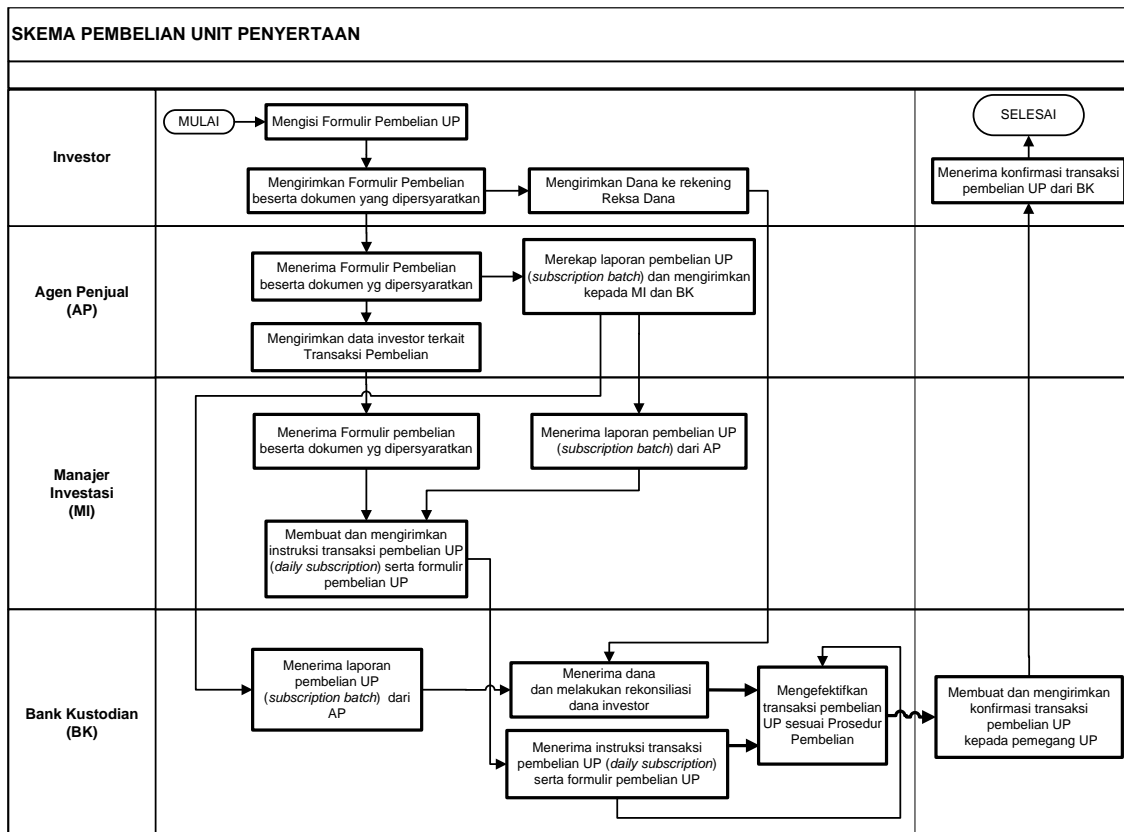 SKEMA PEMBELIAN UNIT PENYERTAAN
Investor
MULAI
Mengisi Formulir Pembelian UP
SELESAI
Mengirimkan Formulir Pembelian
beserta dokumen yang dipersyaratkan
Mengirimkan Dana ke rekening
Reksa Dana
Menerima konfirmasi transaksi
pembelian UP dari BK
Agen Penjual
(AP)
Menerima Formulir Pembelian
beserta dokumen yg dipersyaratkan
Merekap laporan pembelian UP
(subscription batch) dan mengirimkan
kepada MI dan BK
Mengirimkan data investor terkait
Transaksi Pembelian
Manajer
Investasi
(MI)
Menerima Formulir pembelian
beserta dokumen yg dipersyaratkan
Menerima laporan pembelian UP
(subscription batch) dari AP
Membuat dan mengirimkan
instruksi transaksi pembelian UP
(daily subscription) serta formulir
pembelian UP
Bank Kustodian
(BK)
Menerima laporan
pembelian UP
(subscription batch) dari
AP
Menerima dana
dan melakukan rekonsiliasi
dana investor
Mengefektifkan
transaksi pembelian
UP sesuai Prosedur
Pembelian
Membuat dan mengirimkan
konfirmasi transaksi
pembelian UP
kepada pemegang UP
Menerima instruksi transaksi
pembelian UP (daily subscription)
serta formulir pembelian UP